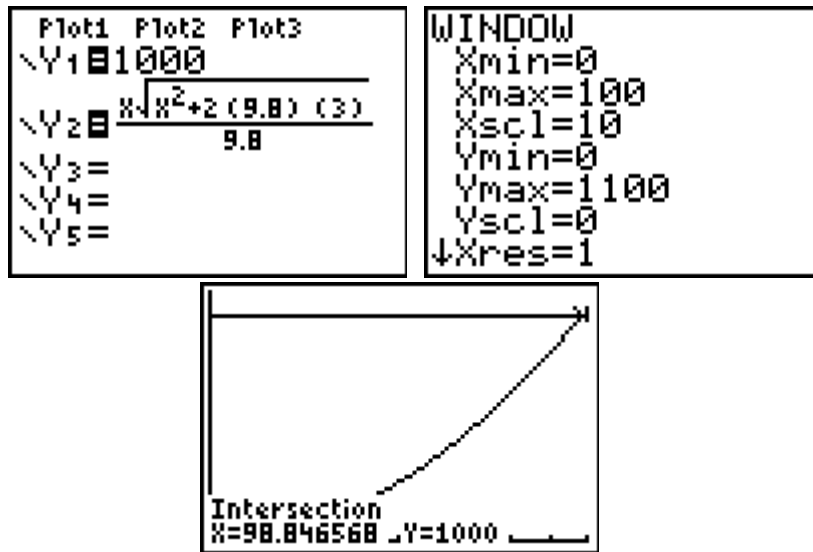 Plot1 Plot2 Plot3
\Y1=1000
\Y2=X√X²+2(9.8)(3)
9.8
\Y3=
\Y4=
\Y5=
WINDOW
Xmin=0
Xmax=100
Xscl=10
Ymin=0
Ymax=1100
Yscl=0
↓Xres=1
Intersection
X=98.846568 Y=1000